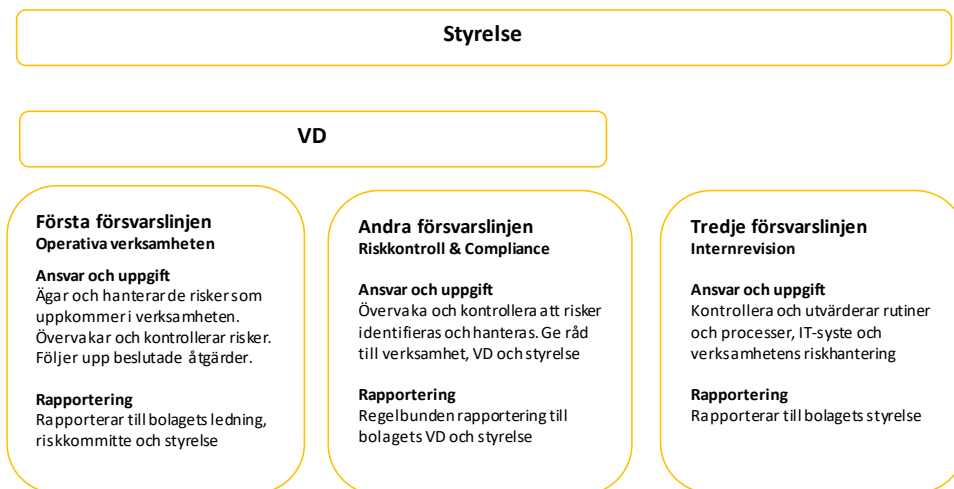 Styrelse
VD
Första försvarslinjen
Operativa verksamheten
Ansvar och uppgift
Ägar och hanterar de risker som
uppkommer i verksamheten.
Övervakar och kontrollerar risker.
Följer upp beslutade åtgärder.
Rapportering
Rapporterar till bolagets ledning,
riskkommitte och styrelse
Andra försvarslinjen
Riskkontroll & Compliance
Ansvar och uppgift
Övervaka och kontrollera att risker
identifieras och hanteras. Ge råd
till verksamhet, VD och styrelse
Rapportering
Regelbunden rapportering till
bolagets VD och styrelse
Tredje försvarslinjen
Internrevision
Ansvar och uppgift
Kontrollera och utvärderar rutiner
och processer, IT-syste och
verksamhetens riskhantering
Rapportering
Rapporterar till bolagets styrelse